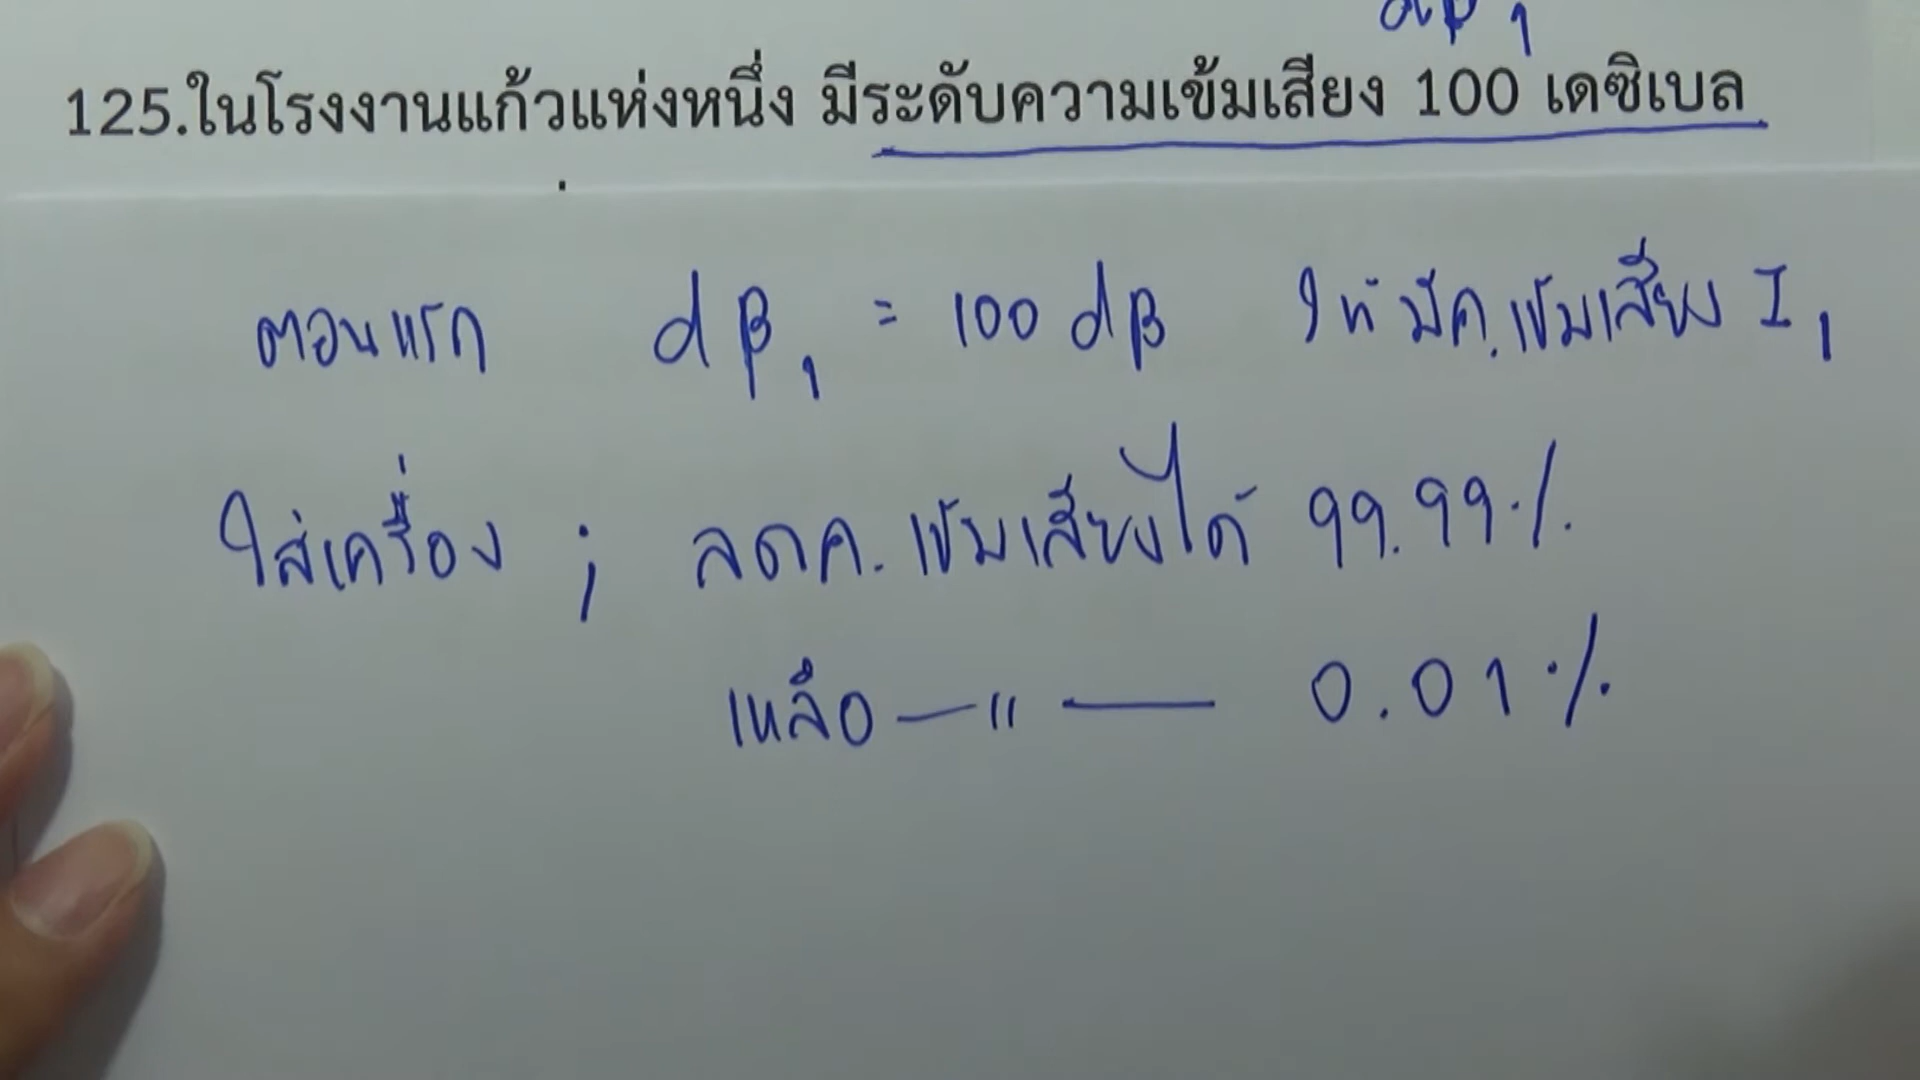 dβ 1
125.ในโรงงานแก้วแห่งหนึ่ง มีระดับความเข้มเสียง 100 เดซิเบล
ตอนแรก dβ₁ = 100 dβ ให้ มีค.เข้มเสียง I₁
ใส่เครื่อง ; ลดค.เข้มเสียงได้ 99.99%
เหลือ — " — 0.01%